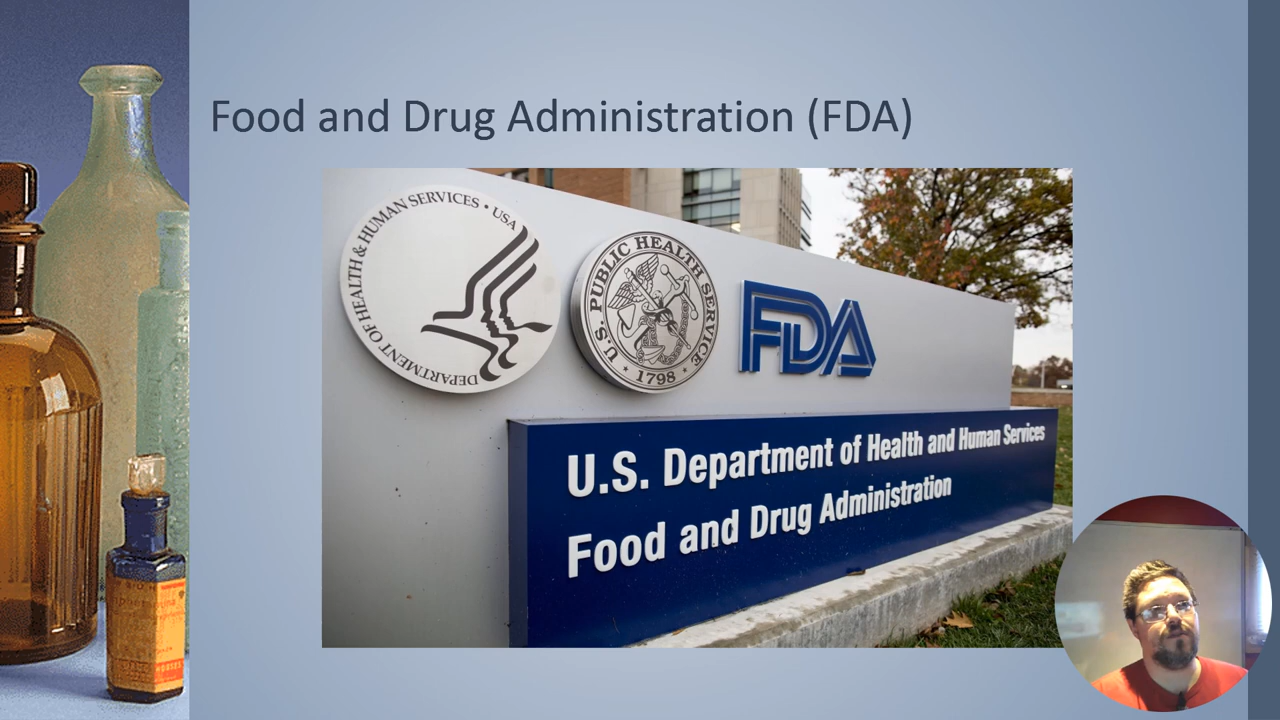 Food and Drug Administration (FDA)
DEPARTMENT OF HEALTH & HUMAN SERVICES • USA
U.S. PUBLIC HEALTH SERVICE
1798
FDA
U.S. Department of Health and Human Services
Food and Drug Administration